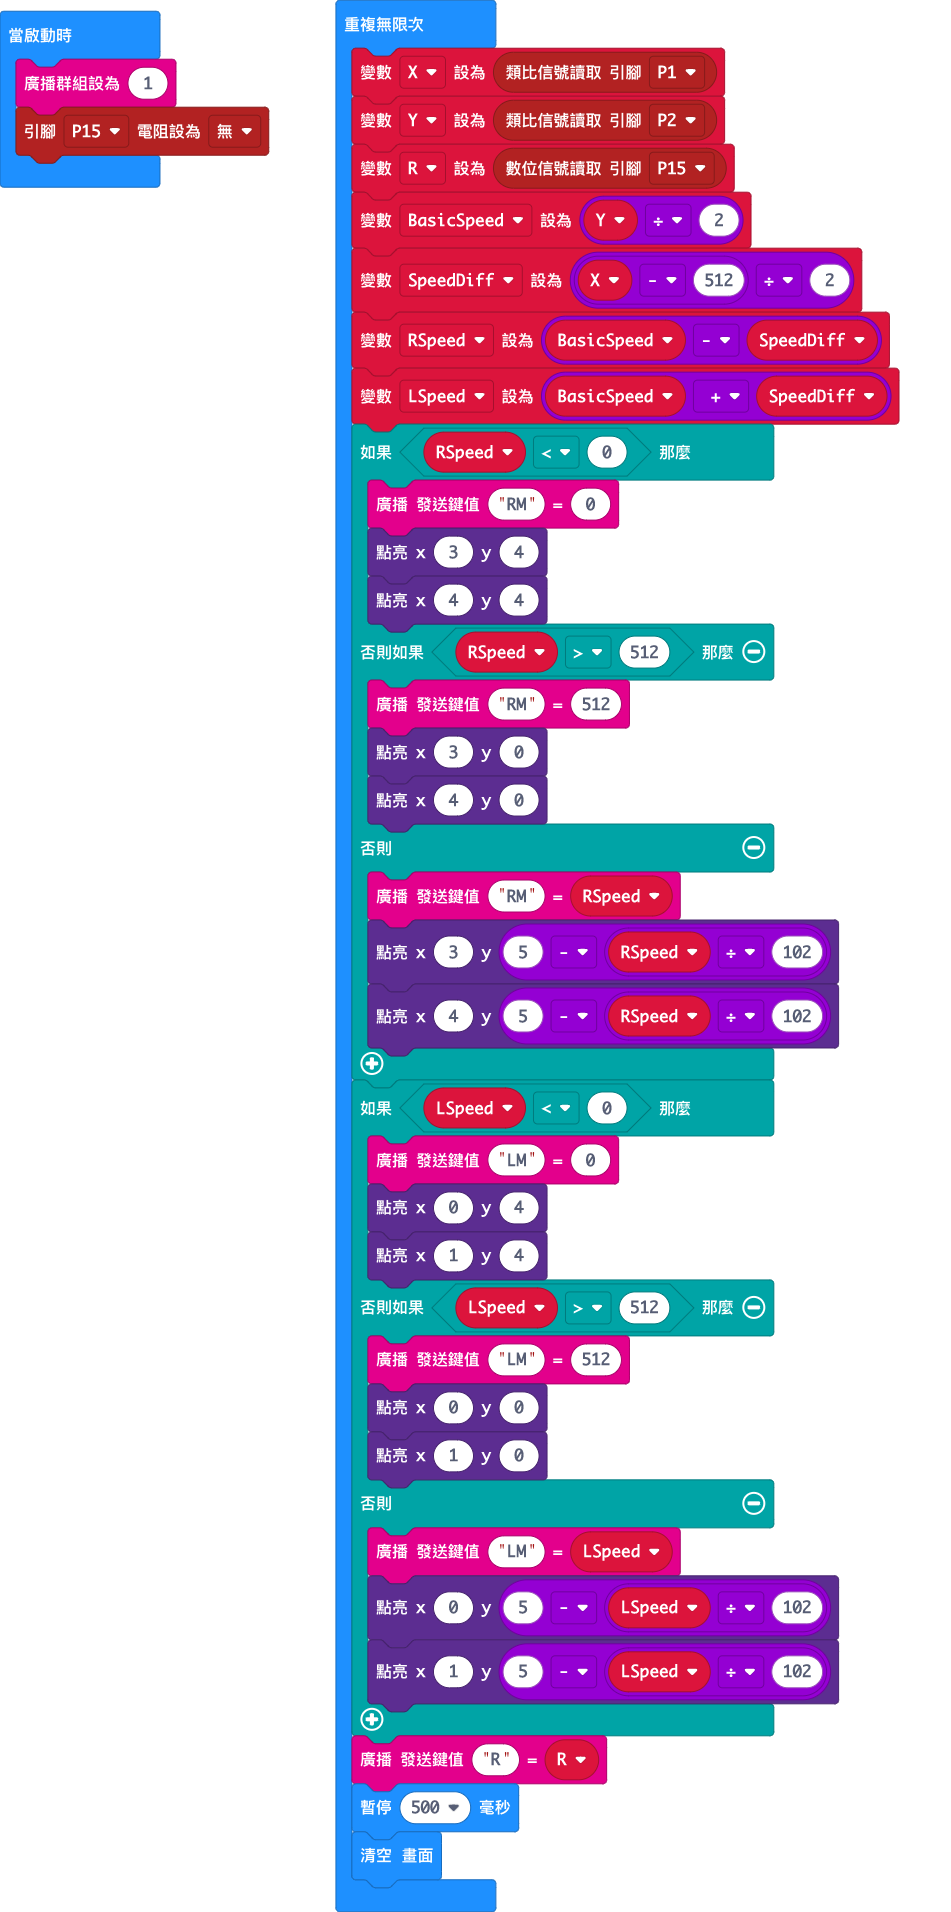 當啟動時
廣播群組設為 1
引腳 P15 電阻設為 無
重複無限次
變數 X 設為 類比信號讀取 引腳 P1
變數 Y 設為 類比信號讀取 引腳 P2
變數 R 設為 數位信號讀取 引腳 P15
變數 BasicSpeed 設為 Y ÷ 2
變數 SpeedDiff 設為 X - 512 ÷ 2
變數 RSpeed 設為 BasicSpeed - SpeedDiff
變數 LSpeed 設為 BasicSpeed + SpeedDiff
如果 RSpeed < 0 那麼
廣播 發送鍵值 "RM" = 0
點亮 x 3 y 4
點亮 x 4 y 4
否則如果 RSpeed > 512 那麼
廣播 發送鍵值 "RM" = 512
點亮 x 3 y 0
點亮 x 4 y 0
否則
廣播 發送鍵值 "RM" = RSpeed
點亮 x 3 y 5 - RSpeed ÷ 102
點亮 x 4 y 5 - RSpeed ÷ 102
如果 LSpeed < 0 那麼
廣播 發送鍵值 "LM" = 0
點亮 x 0 y 4
點亮 x 1 y 4
否則如果 LSpeed > 512 那麼
廣播 發送鍵值 "LM" = 512
點亮 x 0 y 0
點亮 x 1 y 0
否則
廣播 發送鍵值 "LM" = LSpeed
點亮 x 0 y 5 - LSpeed ÷ 102
點亮 x 1 y 5 - LSpeed ÷ 102
廣播 發送鍵值 "R" = R
暫停 500 毫秒
清空 畫面